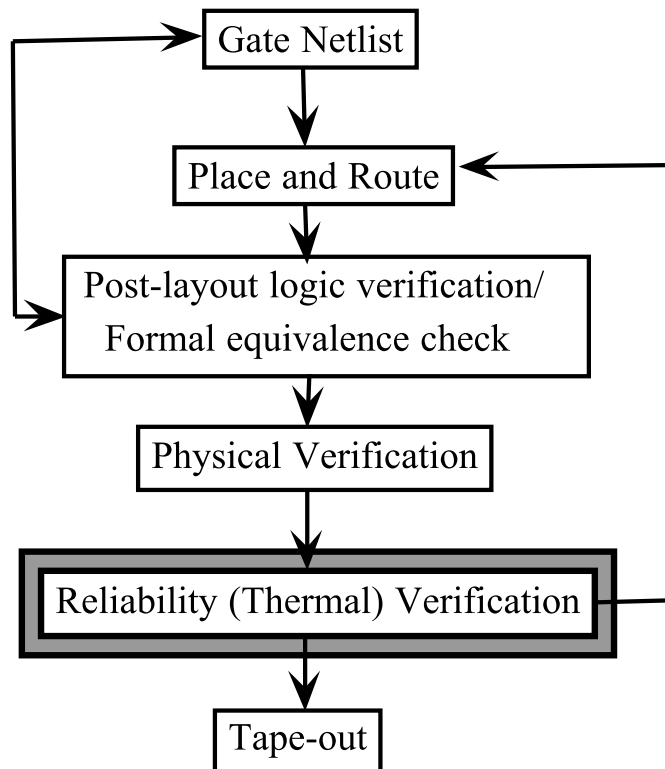 Gate Netlist
Place and Route
Post-layout logic verification/
Formal equivalence check
Physical Verification
Reliability (Thermal) Verification
Tape-out